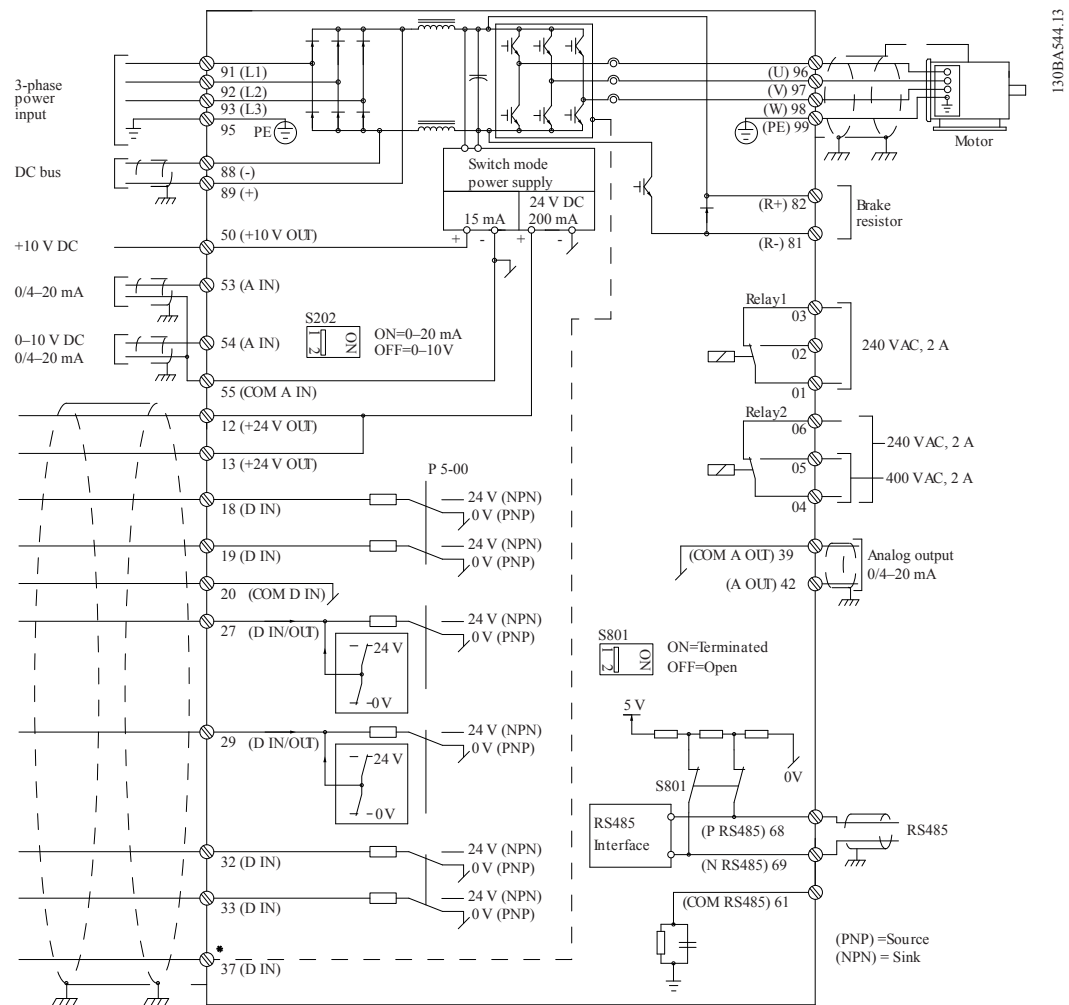 130BA544.13
3-phase
power
input
91 (L1)
92 (L2)
93 (L3)
95
PE
DC bus
88 (-)
89 (+)
+10 V DC
50 (+10 V OUT)
0/4–20 mA
53 (A IN)
0–10 V DC
0/4–20 mA
54 (A IN)
55 (COM A IN)
12 (+24 V OUT)
13 (+24 V OUT)
18 (D IN)
19 (D IN)
20 (COM D IN)
27 (D IN/OUT)
29 (D IN/OUT)
32 (D IN)
33 (D IN)
*
37 (D IN)
Switch mode
power supply
15 mA
24 V DC
200 mA
+ - + -
S202
1 2 ON
ON=0–20 mA
OFF=0–10V
P 5-00
24 V (NPN)
0 V (PNP)
24 V (NPN)
0 V (PNP)
24 V (NPN)
0 V (PNP)
24 V
0 V
24 V (NPN)
0 V (PNP)
24 V
0 V
24 V (NPN)
0 V (PNP)
24 V (NPN)
0 V (PNP)
(U) 96
(V) 97
(W) 98
(PE) 99
Motor
(R+) 82
(R-) 81
Brake
resistor
Relay1
03
02
01
240 VAC, 2 A
Relay2
06
05
04
240 VAC, 2 A
400 VAC, 2 A
(COM A OUT) 39
(A OUT) 42
Analog output
0/4–20 mA
S801
1 2 ON
ON=Terminated
OFF=Open
5 V
0V
S801
RS485
Interface
(P RS485) 68
(N RS485) 69
RS485
(COM RS485) 61
(PNP) =Source
(NPN) = Sink